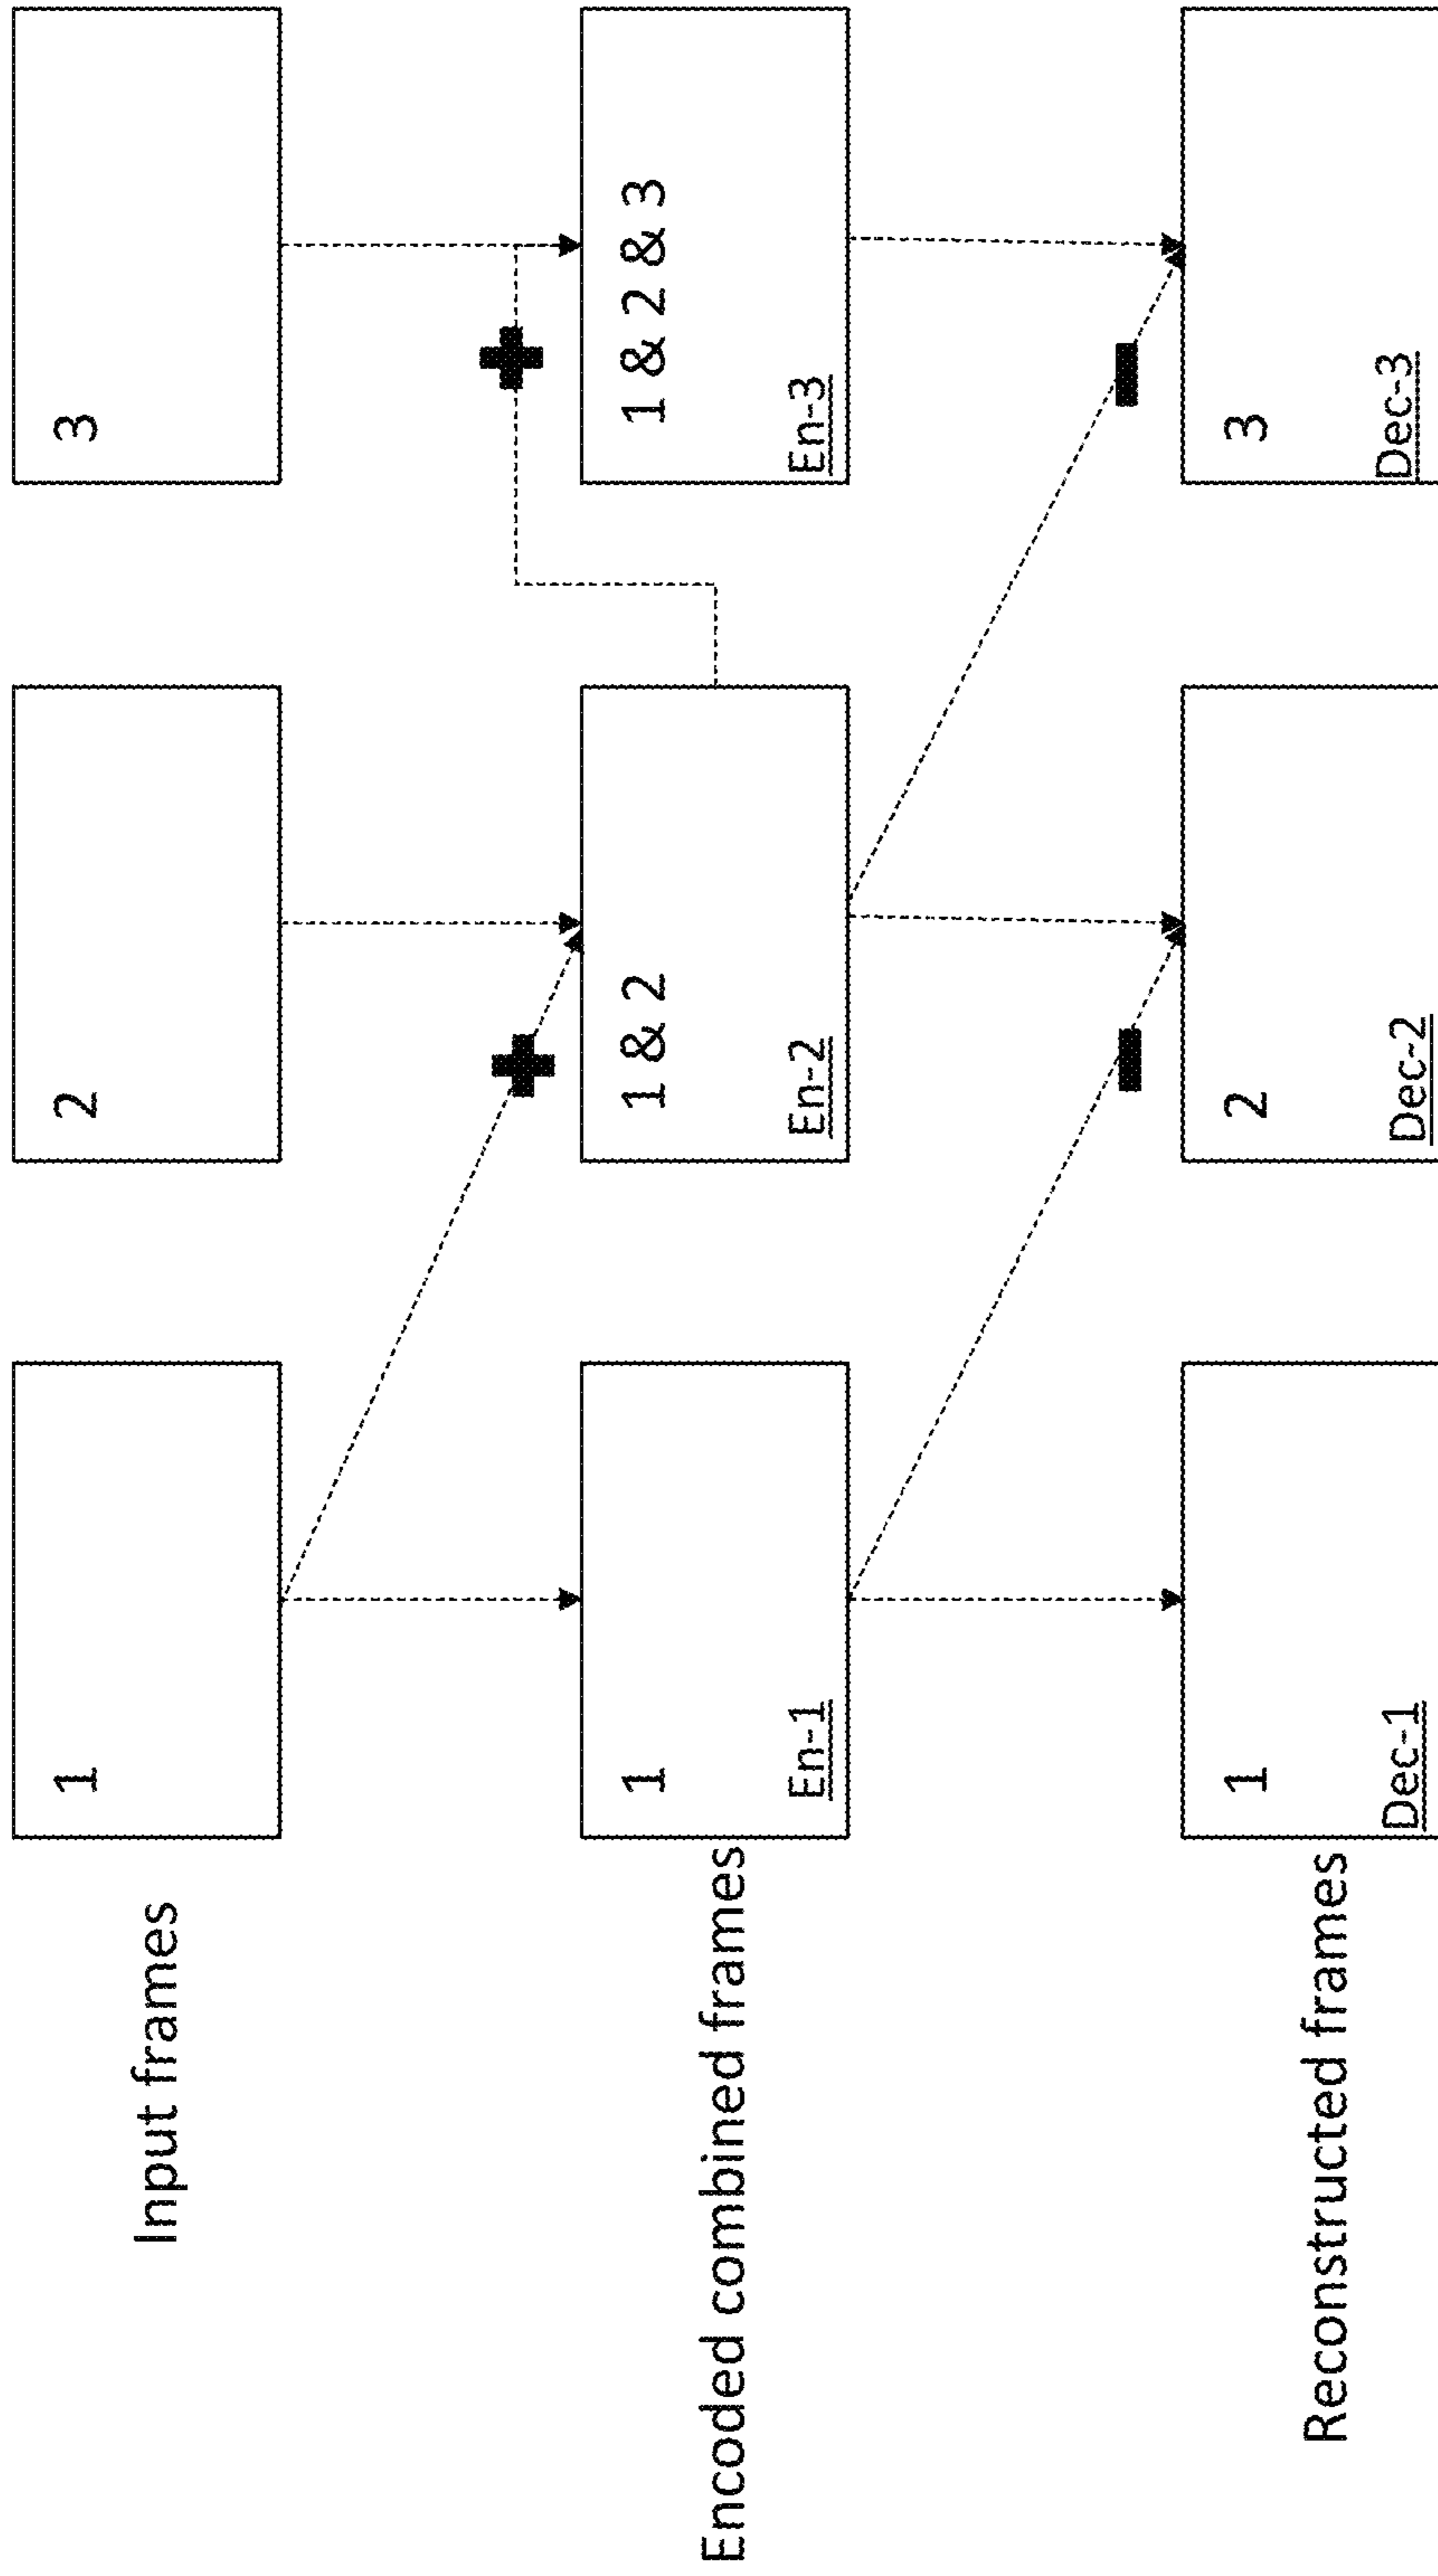 Input frames
1
2
3
Encoded combined frames
1
En-1
1 & 2
En-2
1 & 2 & 3
En-3
Reconstructed frames
1
Dec-1
2
Dec-2
3
Dec-3